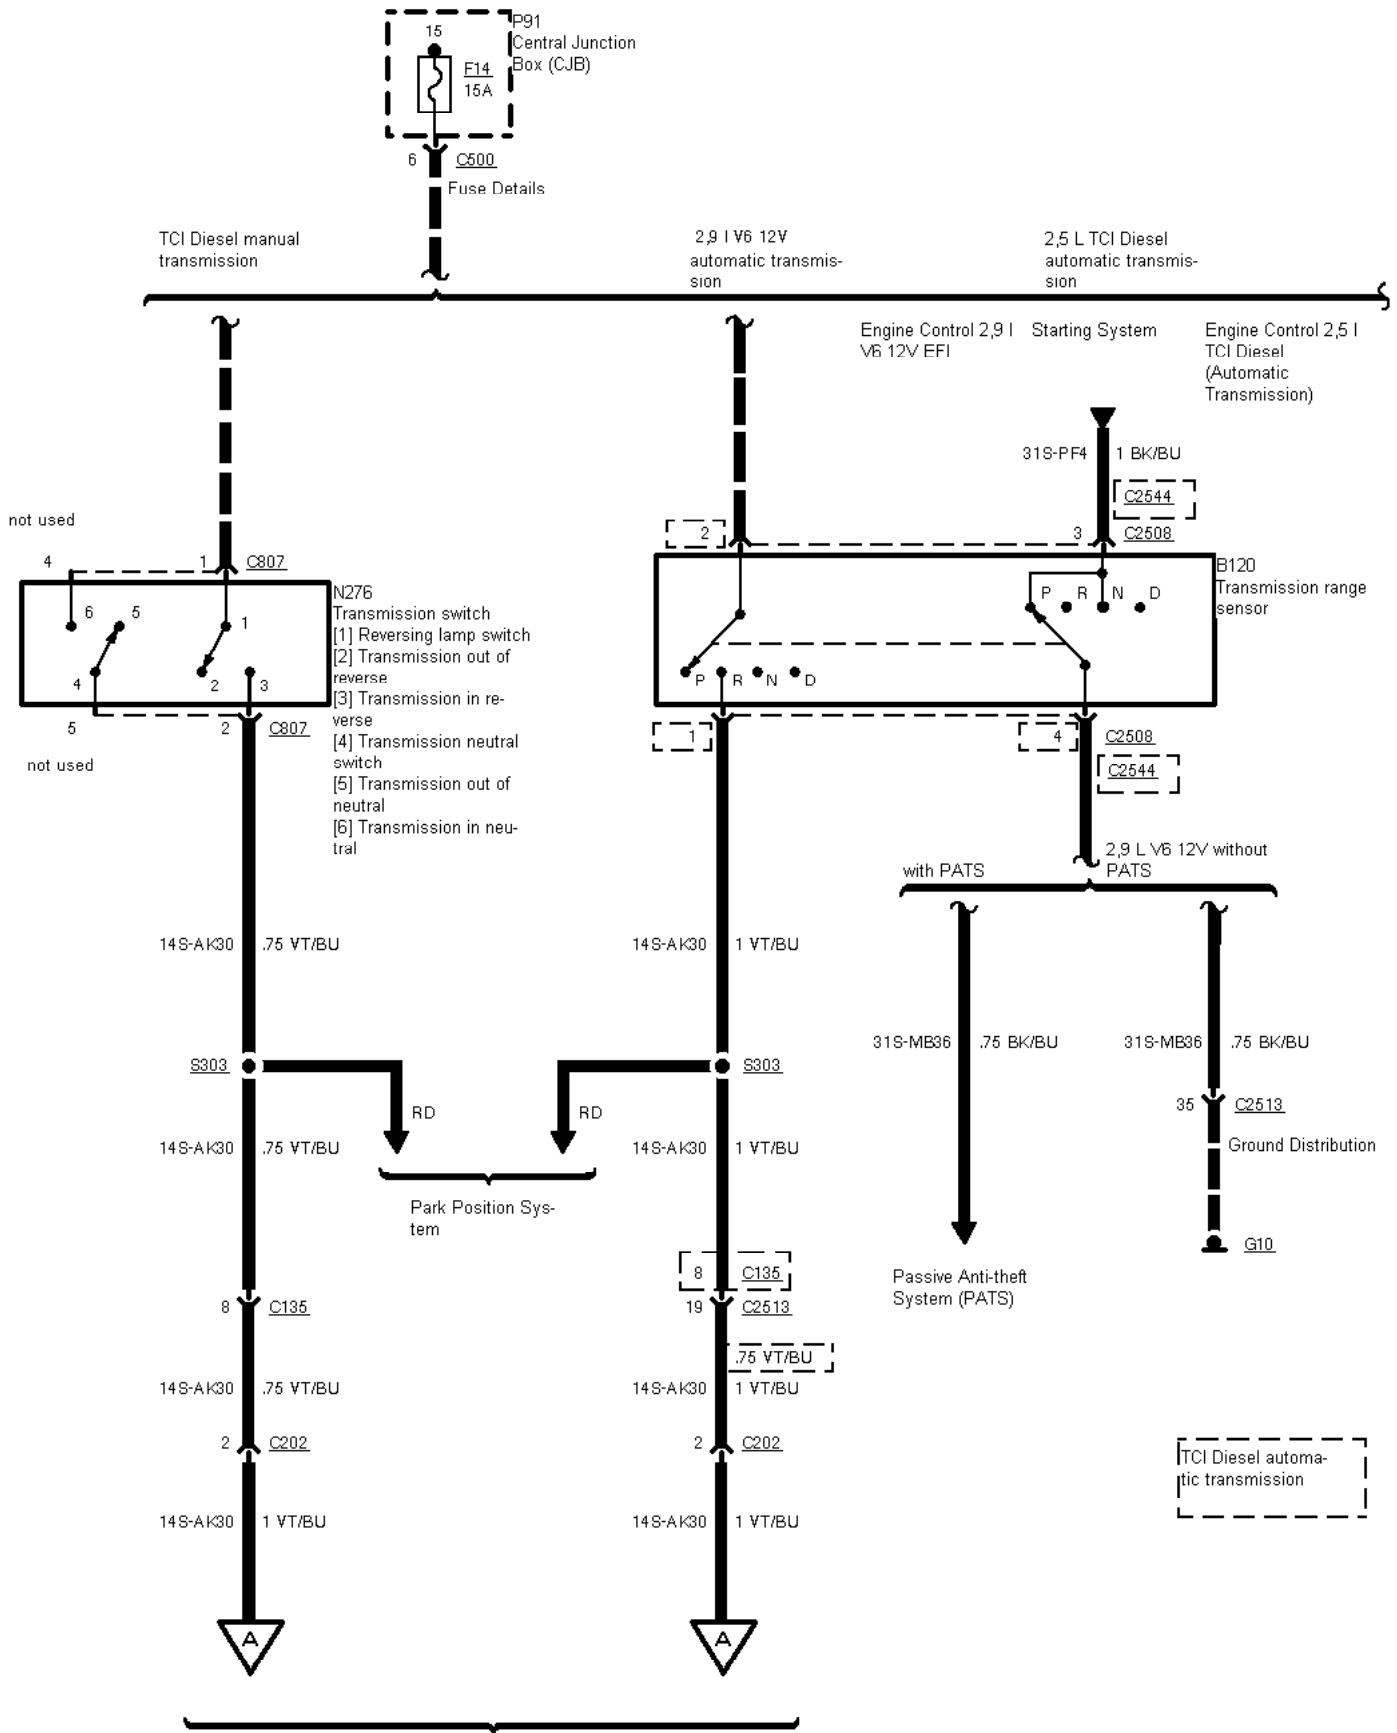 15
P91
Central Junction
Box (CJB)
F14
15A
6
C500
Fuse Details
TCI Diesel manual
transmission
2,9 l V6 12V
automatic transmis-
sion
2,5 L TCI Diesel
automatic transmis-
sion
Engine Control 2,9 l
V6 12V EFI
Starting System
Engine Control 2,5 l
TCI Diesel
(Automatic
Transmission)
31S-PF4
1 BK/BU
C2544
not used
4
1
C807
2
3
C2508
6
5
1
4
2
3
N276
Transmission switch
[1] Reversing lamp switch
[2] Transmission out of
reverse
[3] Transmission in re-
verse
[4] Transmission neutral
switch
[5] Transmission out of
neutral
[6] Transmission in neu-
tral
P
R
N
D
P
R
N
D
B120
Transmission range
sensor
5
2
C807
not used
1
4
C2508
C2544
with PATS
2,9 L V6 12V without
PATS
14S-AK30
.75 VT/BU
14S-AK30
1 VT/BU
31S-MB36
.75 BK/BU
31S-MB36
.75 BK/BU
S303
RD
RD
S303
35
C2513
Ground Distribution
14S-AK30
.75 VT/BU
14S-AK30
1 VT/BU
Park Position Sys-
tem
G10
8
C135
Passive Anti-theft
System (PATS)
8
C135
19
C2513
.75 VT/BU
14S-AK30
.75 VT/BU
14S-AK30
1 VT/BU
2
C202
2
C202
TCI Diesel automa-
tic transmission
14S-AK30
1 VT/BU
14S-AK30
1 VT/BU
A
A